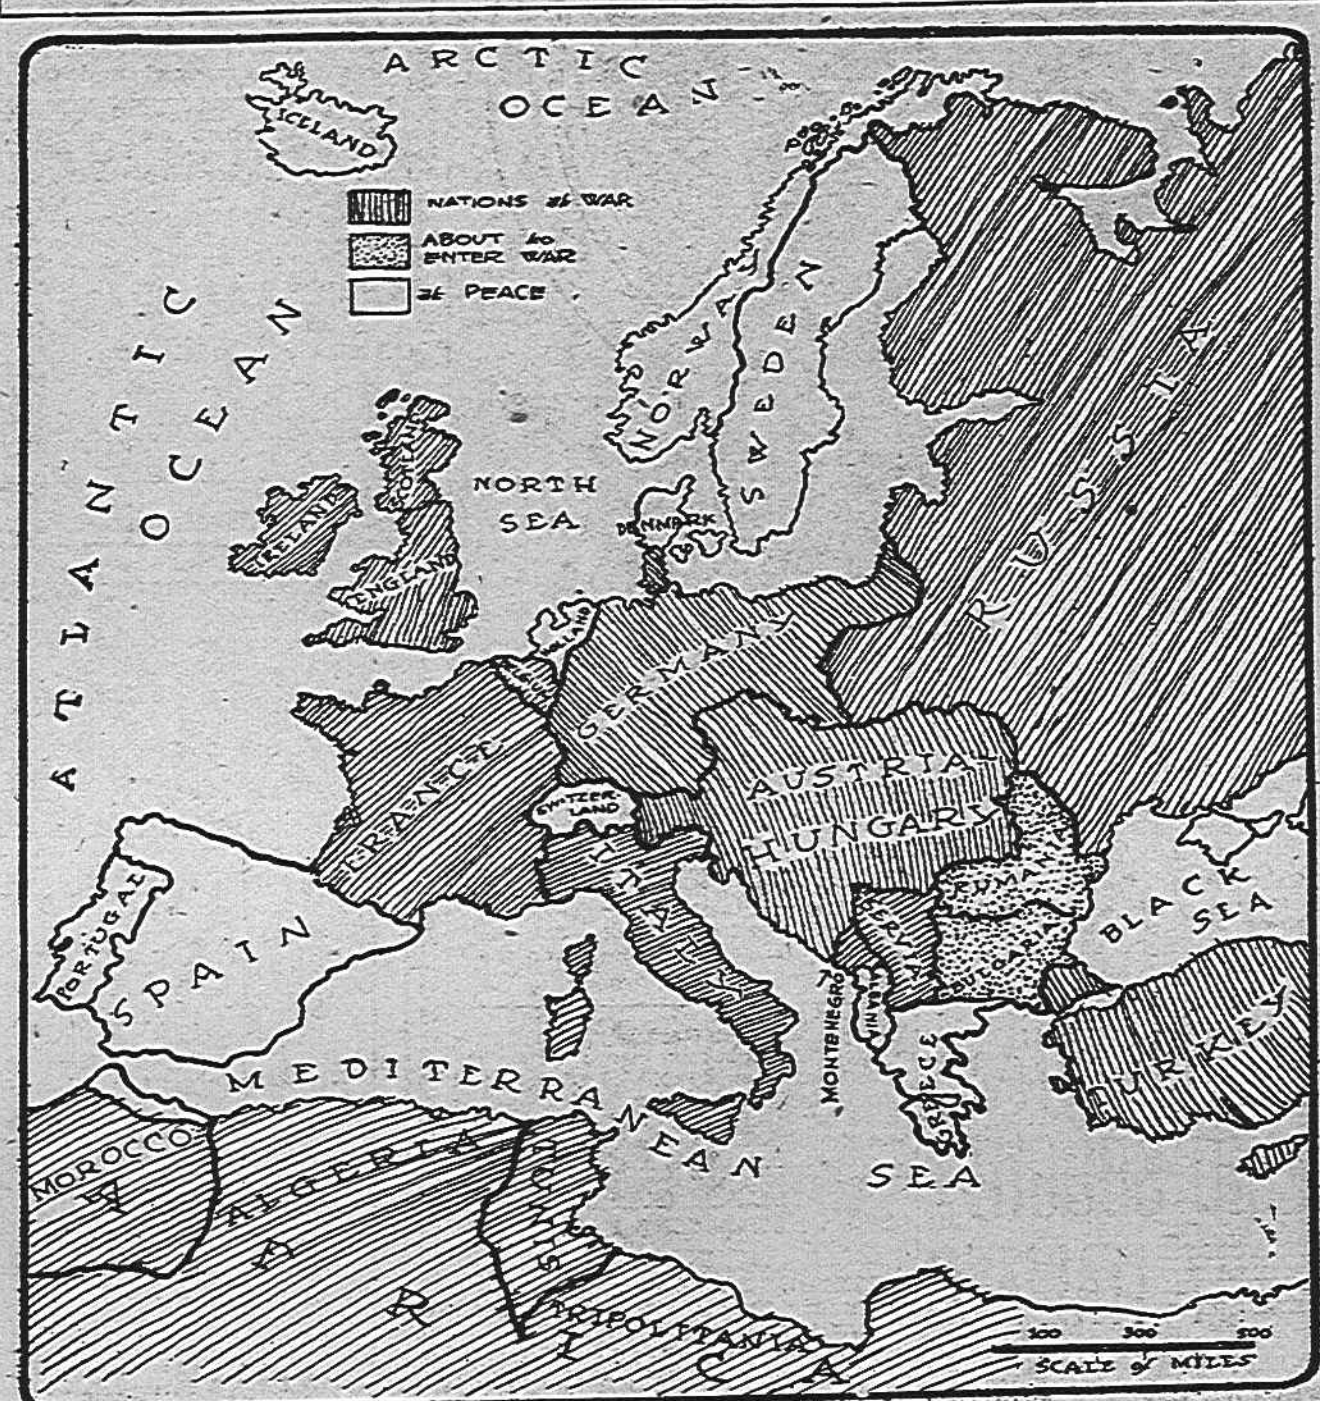 ARCTIC
OCEAN
ICELAND
NATIONS at WAR
ABOUT to
ENTER WAR
at PEACE
ATLANTIC
OCEAN
NORWAY
SWEDEN
RUSSIA
SCOTLAND
NORTH
SEA
DENMARK
IRELAND
ENGLAND
HOLLAND
GERMANY
FRANCE
SWITZER
LAND
AUSTRIA
HUNGARY
ITALY
RUMANIA
SERVIA
BULGARIA
BLACK
SEA
PORTUGAL
SPAIN
MONTENEGRO
ALBANIA
GREECE
TURKEY
MEDITERRANEAN
SEA
MOROCCO
ALGERIA
TUNIS
TRIPOLITANIA
AFRICA
100 300 500
SCALE of MILES